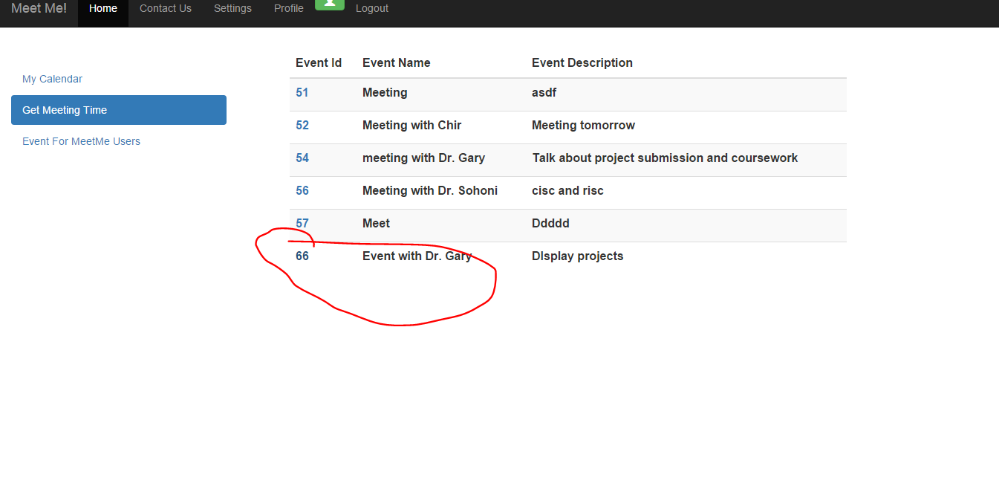 Meet Me! Home Contact Us Settings Profile Logout
My Calendar
Get Meeting Time
Event For MeetMe Users
Event Id Event Name Event Description
51 Meeting asdf
52 Meeting with Chir Meeting tomorrow
54 meeting with Dr. Gary Talk about project submission and coursework
56 Meeting with Dr. Sohoni cisc and risc
57 Meet Ddddd
66 Event with Dr. Gary DIsplay projects